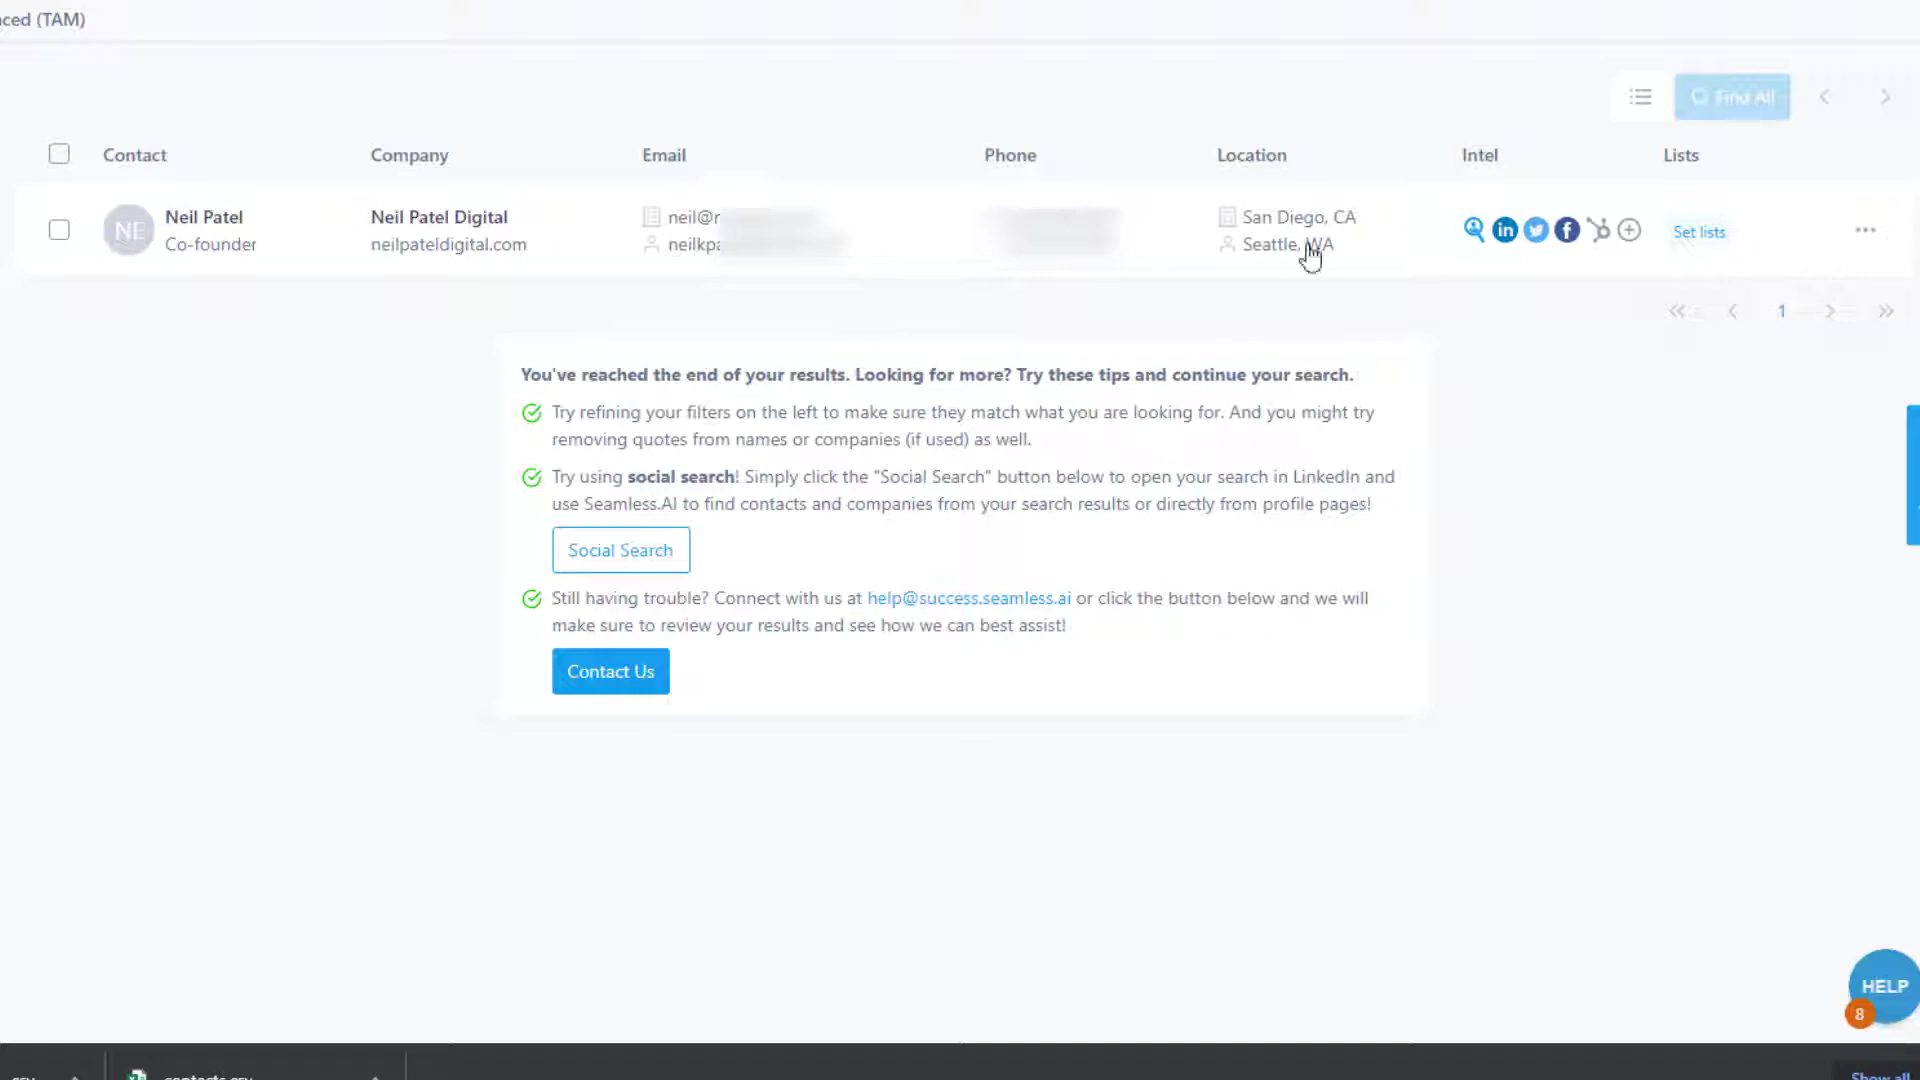 ced (TAM)
Find All
Contact Company Email Phone Location Intel Lists
NE Neil Patel Neil Patel Digital neil@r San Diego, CA
Co-founder neilpateldigital.com neilkpa Seattle, WA Set lists
1
You've reached the end of your results. Looking for more? Try these tips and continue your search.
Try refining your filters on the left to make sure they match what you are looking for. And you might try
removing quotes from names or companies (if used) as well.
Try using social search! Simply click the "Social Search" button below to open your search in LinkedIn and
use Seamless.AI to find contacts and companies from your search results or directly from profile pages!
Social Search
Still having trouble? Connect with us at help@success.seamless.ai or click the button below and we will
make sure to review your results and see how we can best assist!
Contact Us
HELP
8
contacts.csv
Show all